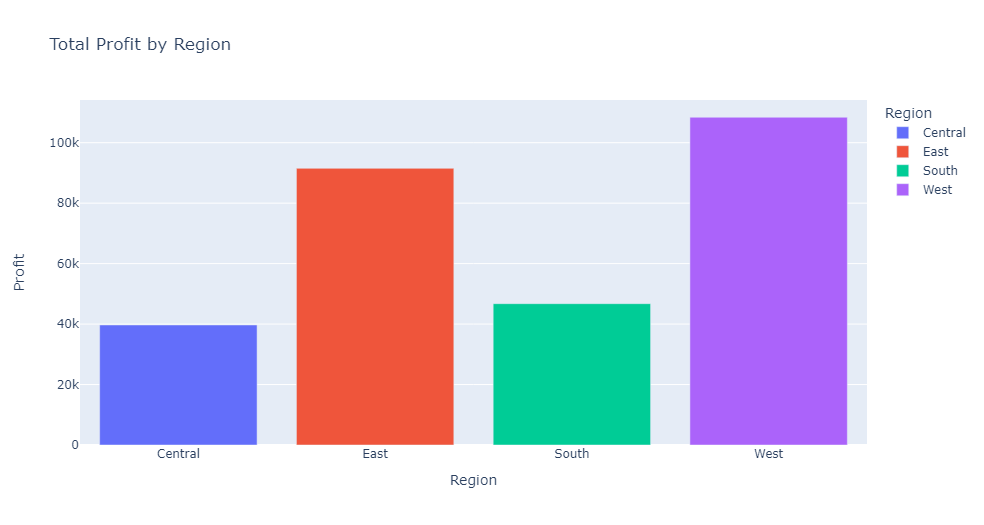 Total Profit by Region
Profit
100k
80k
60k
40k
20k
0
Central East South West
Region
Region
Central
East
South
West